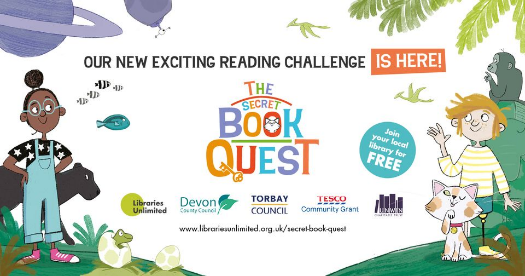 OUR NEW EXCITING READING CHALLENGE IS HERE!
THE
SECRET
BOOK
QUEST
Join
your local
library for
FREE
Libraries
Unlimited
Devon
County Council
TORBAY
COUNCIL
TESCO
Community Grant
www.librariesunlimited.org.uk/secret-book-quest